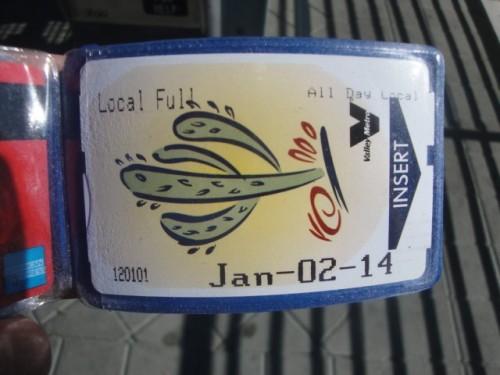 Local Full
All Day Local
Valley Metro
INSERT
120101
Jan-02-14